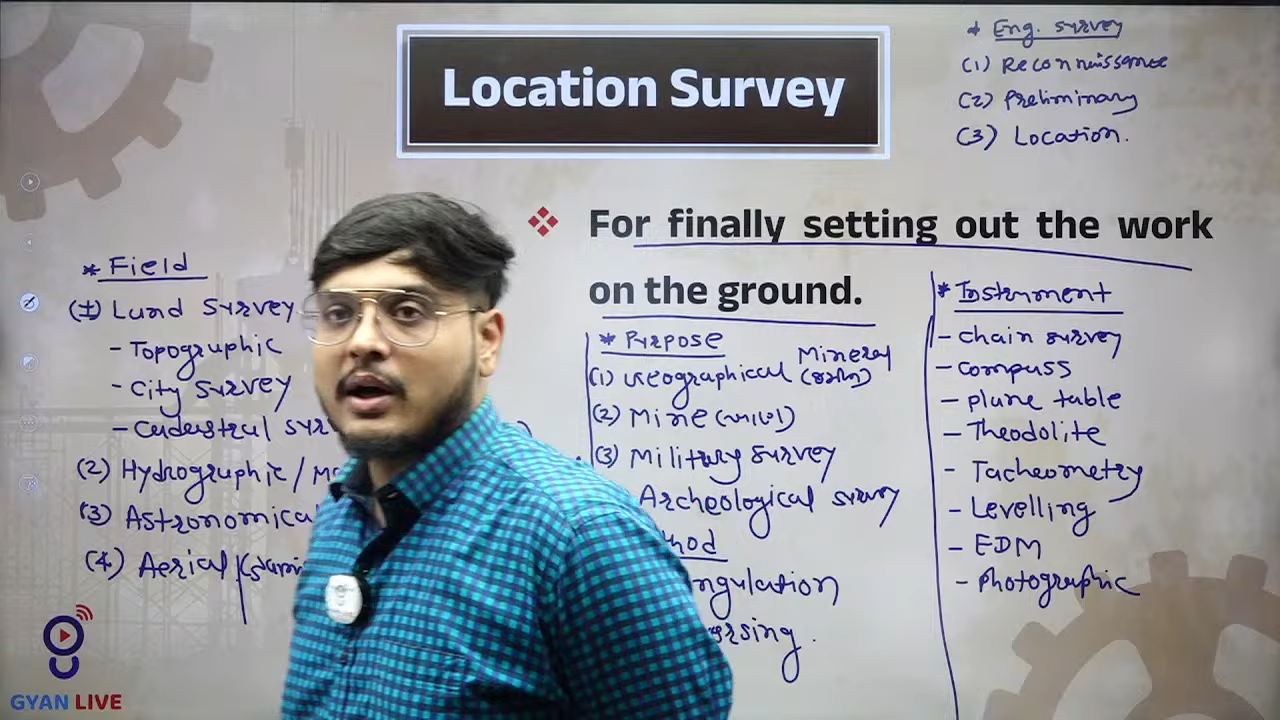 Location Survey
* Eng. survey
(1) Reconnaissance
(2) Preliminary
(3) Location.
For finally setting out the work
on the ground.
* Field
(1) Land survey
- Topographic
- City survey
- Cadastral
(2) Hydrographic /
(3) Astronomical
(4) Aerial
* Purpose
(1) Geographical Mineral
(2) Mine
(3) Military survey
Archeological survey
* Instrument
- chain survey
- compass
- plane table
- Theodolite
- Tacheometry
- Levelling
- EDM
- Photographic
GYAN LIVE